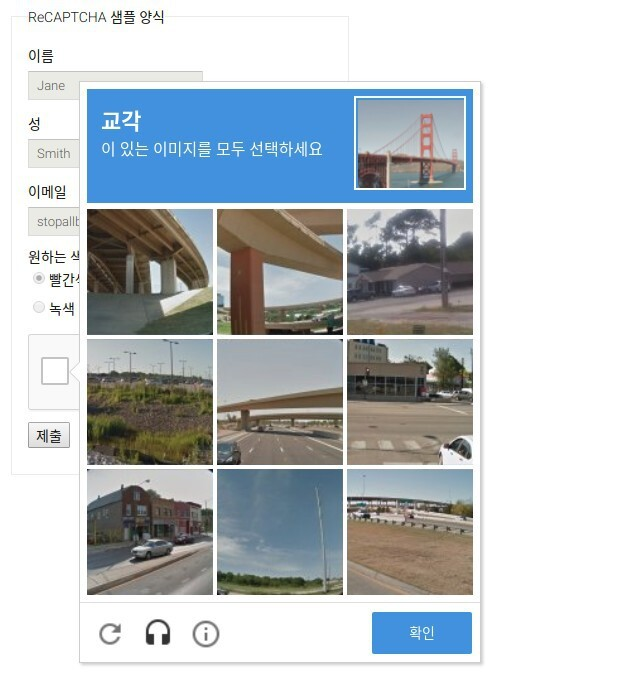 ReCAPTCHA 샘플 양식
이름
Jane
성
Smith
이메일
stopallb
원하는 색
빨간색
녹색
제출
교각
이 있는 이미지를 모두 선택하세요
확인